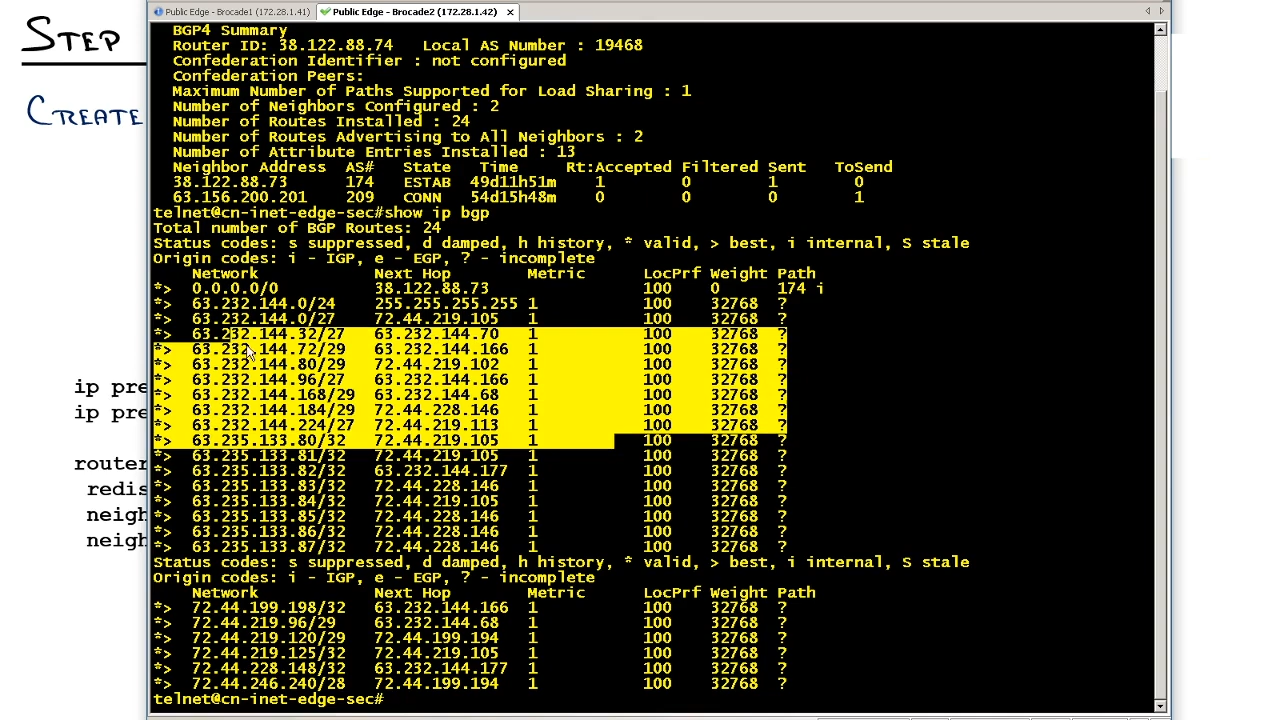 Public Edge - Brocade1 (172.28.1.41) Public Edge - Brocade2 (172.28.1.42)
STEP
CREATE
BGP4 Summary
Router ID: 38.122.88.74 Local AS Number : 19468
Confederation Identifier : not configured
Confederation Peers:
Maximum Number of Paths Supported for Load Sharing : 1
Number of Neighbors Configured : 2
Number of Routes Installed : 24
Number of Routes Advertising to All Neighbors : 2
Number of Attribute Entries Installed : 13
Neighbor Address AS# State Time Rt:Accepted Filtered Sent ToSend
38.122.88.73 174 ESTAB 49d11h51m 1 0 1 0
63.156.200.201 209 CONN 54d15h48m 0 0 0 1
telnet@cn-inet-edge-sec#show ip bgp
Total number of BGP Routes: 24
Status codes: s suppressed, d damped, h history, * valid, > best, i internal, S stale
Origin codes: i - IGP, e - EGP, ? - incomplete
Network Next Hop Metric LocPrf Weight Path
*> 0.0.0.0/0 38.122.88.73 100 0 174 i
*> 63.232.144.0/24 255.255.255.255 1 100 32768 ?
*> 63.232.144.0/27 72.44.219.105 1 100 32768 ?
*> 63.232.144.32/27 63.232.144.70 1 100 32768 ?
*> 63.232.144.72/29 63.232.144.166 1 100 32768 ?
*> 63.232.144.80/29 72.44.219.102 1 100 32768 ?
*> 63.232.144.96/27 63.232.144.166 1 100 32768 ?
*> 63.232.144.168/29 63.232.144.68 1 100 32768 ?
*> 63.232.144.184/29 72.44.228.146 1 100 32768 ?
*> 63.232.144.224/27 72.44.219.113 1 100 32768 ?
*> 63.235.133.80/32 72.44.219.105 1 100 32768 ?
*> 63.235.133.81/32 72.44.219.105 1 100 32768 ?
*> 63.235.133.82/32 63.232.144.177 1 100 32768 ?
*> 63.235.133.83/32 72.44.228.146 1 100 32768 ?
*> 63.235.133.84/32 72.44.219.105 1 100 32768 ?
*> 63.235.133.85/32 72.44.228.146 1 100 32768 ?
*> 63.235.133.86/32 72.44.228.146 1 100 32768 ?
*> 63.235.133.87/32 72.44.228.146 1 100 32768 ?
Status codes: s suppressed, d damped, h history, * valid, > best, i internal, S stale
Origin codes: i - IGP, e - EGP, ? - incomplete
Network Next Hop Metric LocPrf Weight Path
*> 72.44.199.198/32 63.232.144.166 1 100 32768 ?
*> 72.44.219.96/29 63.232.144.68 1 100 32768 ?
*> 72.44.219.120/29 72.44.199.194 1 100 32768 ?
*> 72.44.219.125/32 72.44.219.105 1 100 32768 ?
*> 72.44.228.148/32 63.232.144.177 1 100 32768 ?
*> 72.44.246.240/28 72.44.199.194 1 100 32768 ?
telnet@cn-inet-edge-sec#
ip pre
ip pre
router
redis
neigh
neigh